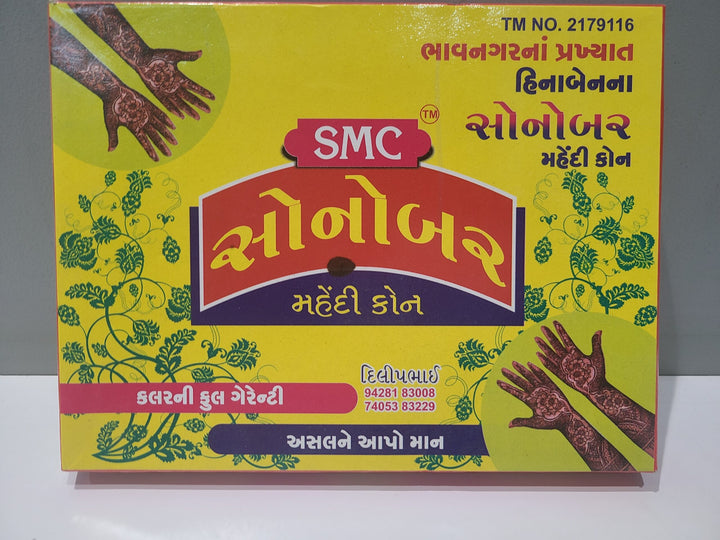 TM NO. 2179116
ભાવનગરનાં પ્રખ્યાત
હિનાબેનના
સોનોબર
મહેંદી કોન
SMC TM
સોનોબર
મહેંદી કોન
દિલીપભાઈ
94281 83008
74053 83229
કલરની ફુલ ગેરેન્ટી
અસલને આપો માન